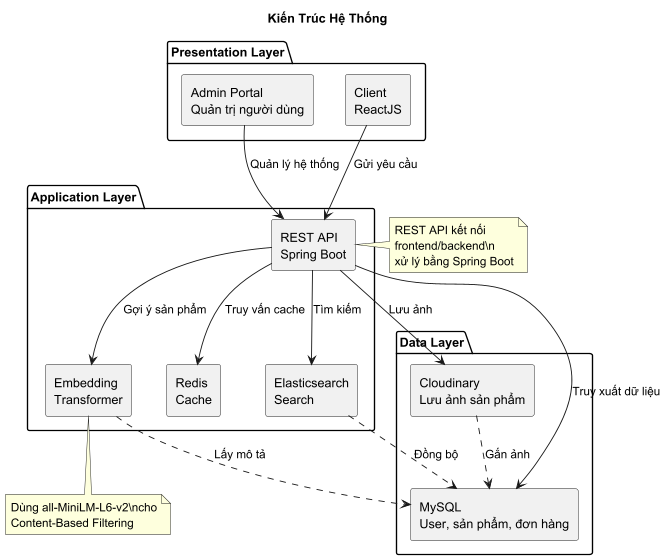 Kiến Trúc Hệ Thống
Presentation Layer
Admin Portal
Quản trị người dùng
Client
ReactJS
Quản lý hệ thống
Gửi yêu cầu
Application Layer
REST API
Spring Boot
REST API kết nối
frontend/backend\n
xử lý bằng Spring Boot
Gợi ý sản phẩm
Truy vấn cache
Tìm kiếm
Lưu ảnh
Data Layer
Embedding
Transformer
Redis
Cache
Elasticsearch
Search
Cloudinary
Lưu ảnh sản phẩm
Truy xuất dữ liệu
Lấy mô tả
Đồng bộ
Gắn ảnh
Dùng all-MiniLM-L6-v2\ncho
Content-Based Filtering
MySQL
User, sản phẩm, đơn hàng